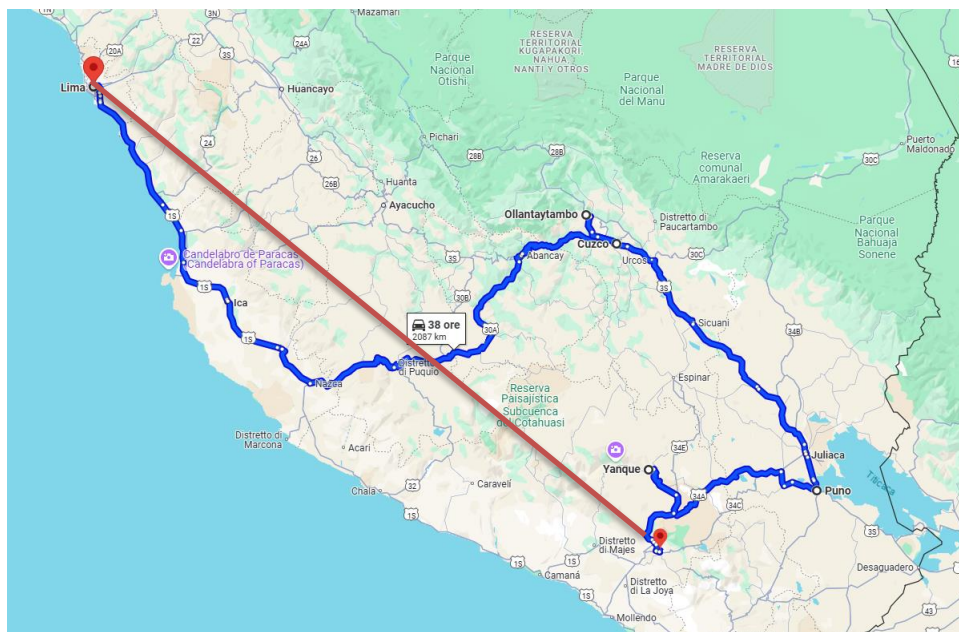 1N
3N
Mazamari
20A
22
24A
3S
Lima
Huancayo
Parque
Nacional
Otishi
RESERVA
TERRITORIAL
KUGAPAKORI,
NAHUA,
NANTI Y OTROS
RESERVA
TERRITORIAL
MADRE DE DIOS
Parque
Nacional
del Manu
16
24
26
Pichari
28B
28B
Puerto
Maldonado
30C
Reserva
comunal
Amarakaeri
26B
Huanta
Ayacucho
1S
Ollantaytambo
Distretto di
Paucartambo
Parque
Nacional
Bahuaja
Sonene
Cuzco
30C
Candelabro de Paracas
(Candelabra of Paracas)
3S
Abancay
Urcos
1S
Ica
30B
3S
38 ore
2087 km
30A
Sicuani
34B
1S
Distretto
di Puquio
Nazca
Espinar
Reserva
Paisajística
Subcuenca
del Cotahuasi
Distretto di
Marcona
Acari
34E
Juliaca
Yanque
Titicaca
Chala
32
Caravelí
34A
34C
Puno
1S
3S
Distretto
di Majes
Desaguadero
Camaná
Distretto di
di La Joya
1S
Mollendo
43